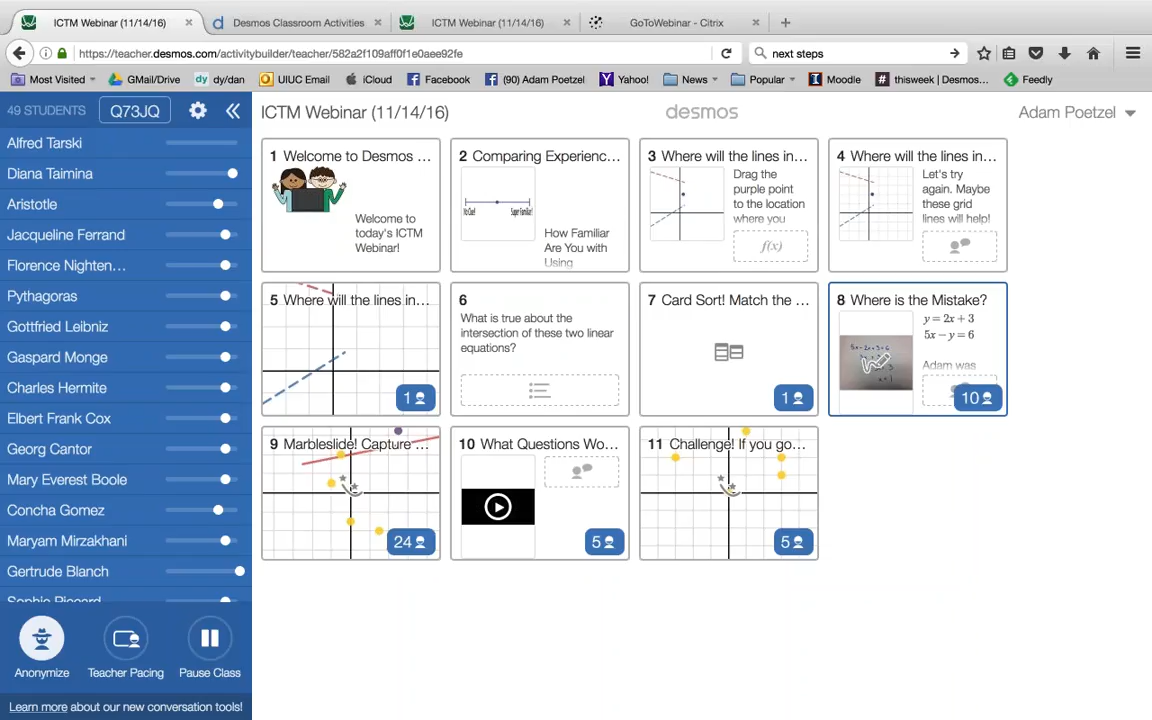 ICTM Webinar (11/14/16)
Desmos Classroom Activities
ICTM Webinar (11/14/16)
GoToWebinar - Citrix
https://teacher.desmos.com/activitybuilder/teacher/582a2f109aff0f1e0aee92fe
next steps
Most Visited
GMail/Drive
dy/dan
UIUC Email
iCloud
Facebook
(90) Adam Poetzel
Yahoo!
News
Popular
Moodle
thisweek | Desmos...
Feedly
49 STUDENTS
Q73JQ
Alfred Tarski
Diana Taimina
Aristotle
Jacqueline Ferrand
Florence Nighten...
Pythagoras
Gottfried Leibniz
Gaspard Monge
Charles Hermite
Elbert Frank Cox
Georg Cantor
Mary Everest Boole
Concha Gomez
Maryam Mirzakhani
Gertrude Blanch
Sophie Piccard
Anonymize
Teacher Pacing
Pause Class
Learn more about our new conversation tools!
ICTM Webinar (11/14/16)
desmos
Adam Poetzel
1 Welcome to Desmos ...
Welcome to
today's ICTM
Webinar!
2 Comparing Experienc...
No Clue!
Super Familiar!
How Familiar
Are You with
Using
3 Where will the lines in...
Drag the
purple point
to the location
where you
f(x)
4 Where will the lines in...
Let's try
again. Maybe
these grid
lines will help!
5 Where will the lines in...
1
6
What is true about the
intersection of these two linear
equations?
7 Card Sort! Match the ...
1
8 Where is the Mistake?
y = 2x + 3
5x − y = 6
Adam was
10
9 Marbleslide! Capture ...
24
10 What Questions Wo...
5
11 Challenge! If you go...
5